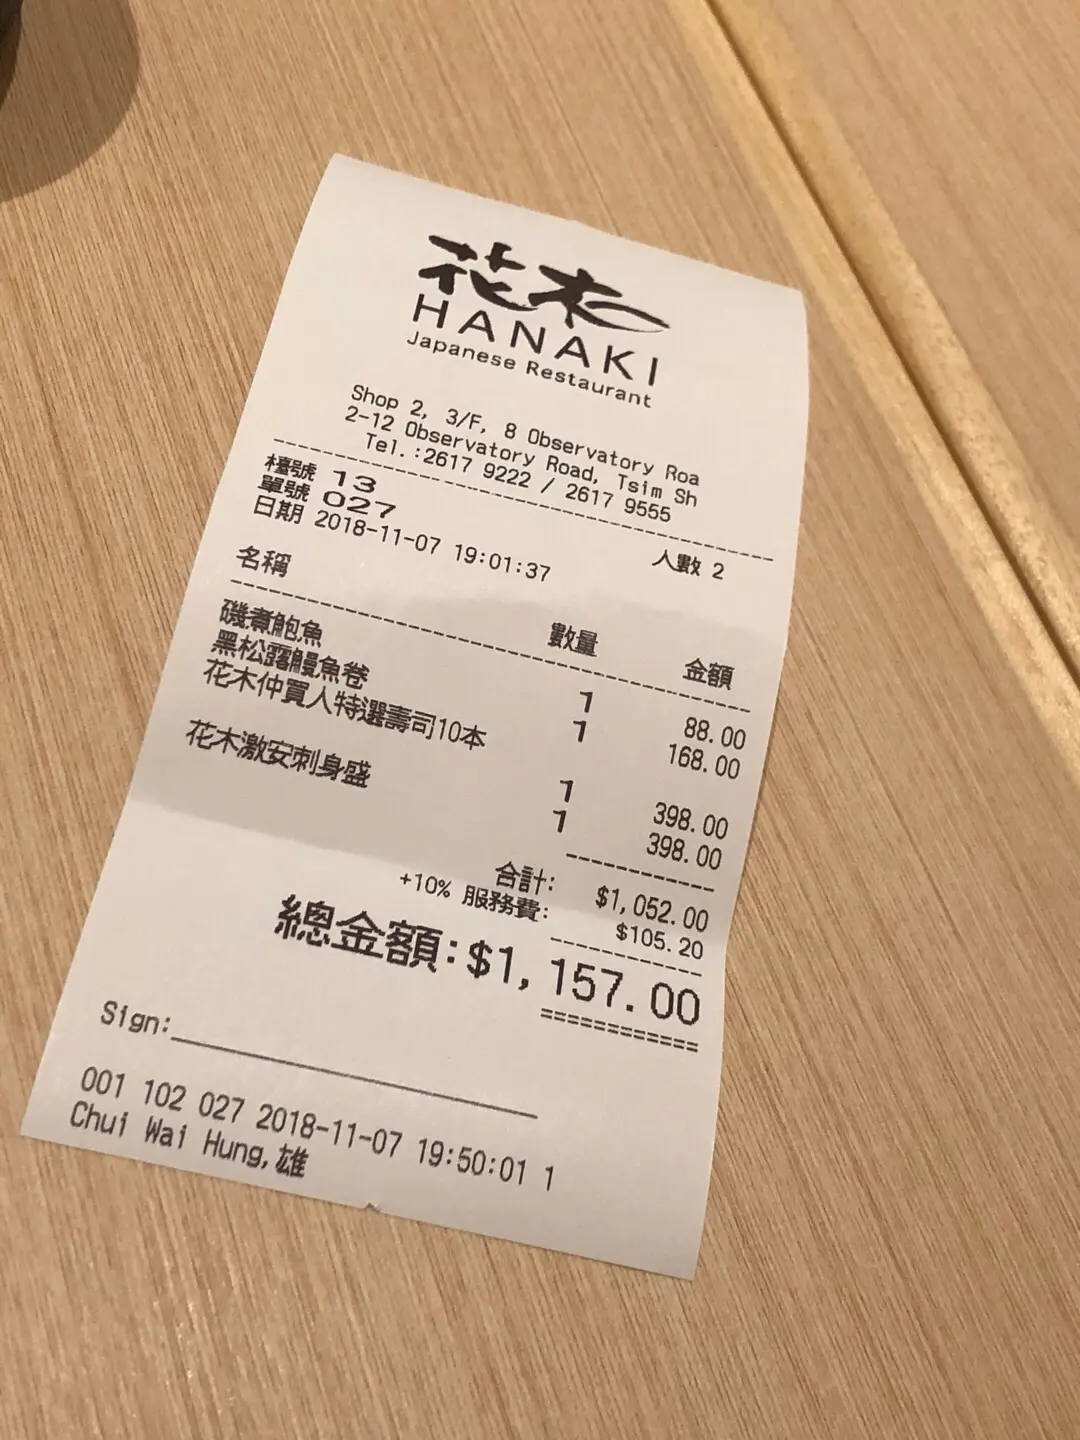 花木
HANAKI
Japanese Restaurant
Shop 2, 3/F, 8 Observatory Roa
2-12 Observatory Road, Tsim Sh
Tel.:2617 9222 / 2617 9555
檯號 13
單號 027 人數 2
日期 2018-11-07 19:01:37
名稱 數量 金額
磯煮鮑魚 1 88.00
黑松露鰻魚卷 1 168.00
花木仲買人特選壽司10本
1 398.00
花木激安刺身盛 1 398.00
合計: $1,052.00
+10% 服務費: $105.20
總金額:$1,157.00
============
Sign:
001 102 027 2018-11-07 19:50:01 1
Chui Wai Hung,雄